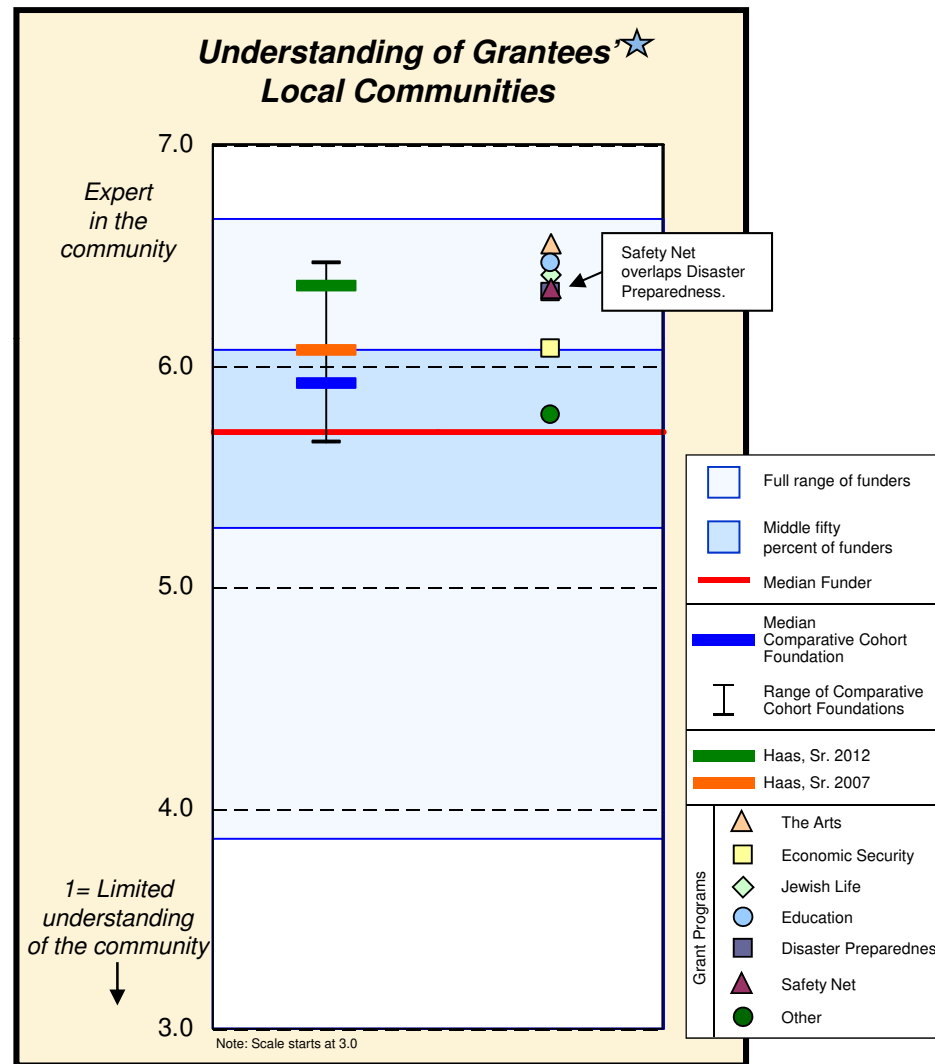 Understanding of Grantees'
Local Communities
7.0
Expert
in the
community
Safety Net
overlaps Disaster
Preparedness.
6.0
5.0
4.0
1= Limited
understanding
of the community
3.0
Note: Scale starts at 3.0
Full range of funders
Middle fifty
percent of funders
Median Funder
Median
Comparative Cohort
Foundation
Range of Comparative
Cohort Foundations
Haas, Sr. 2012
Haas, Sr. 2007
Grant Programs
The Arts
Economic Security
Jewish Life
Education
Disaster Preparednes
Safety Net
Other